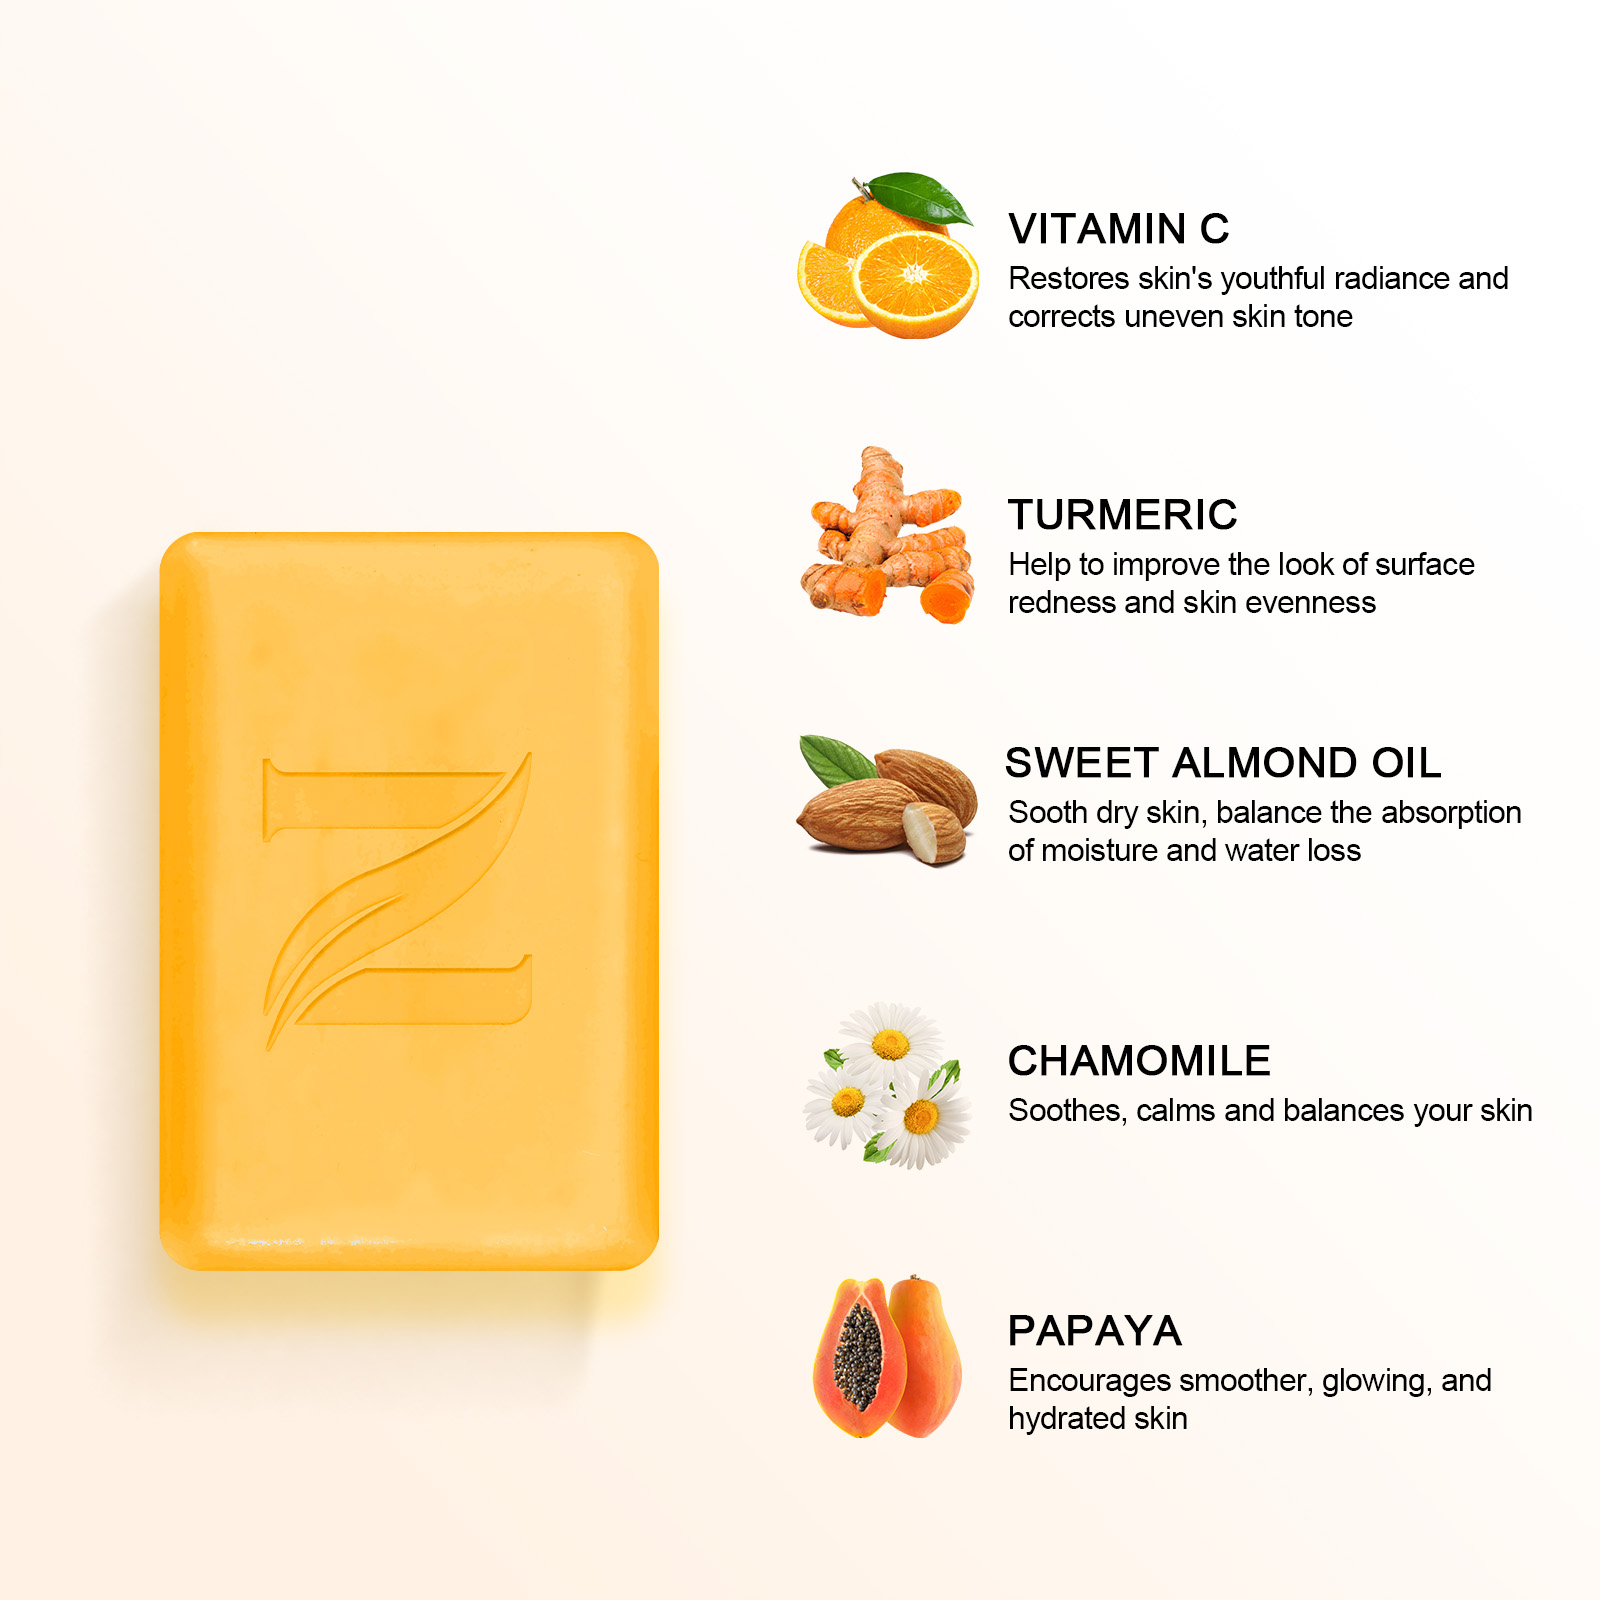 Z
VITAMIN C
Restores skin's youthful radiance and
corrects uneven skin tone
TURMERIC
Help to improve the look of surface
redness and skin evenness
SWEET ALMOND OIL
Sooth dry skin, balance the absorption
of moisture and water loss
CHAMOMILE
Soothes, calms and balances your skin
PAPAYA
Encourages smoother, glowing, and
hydrated skin